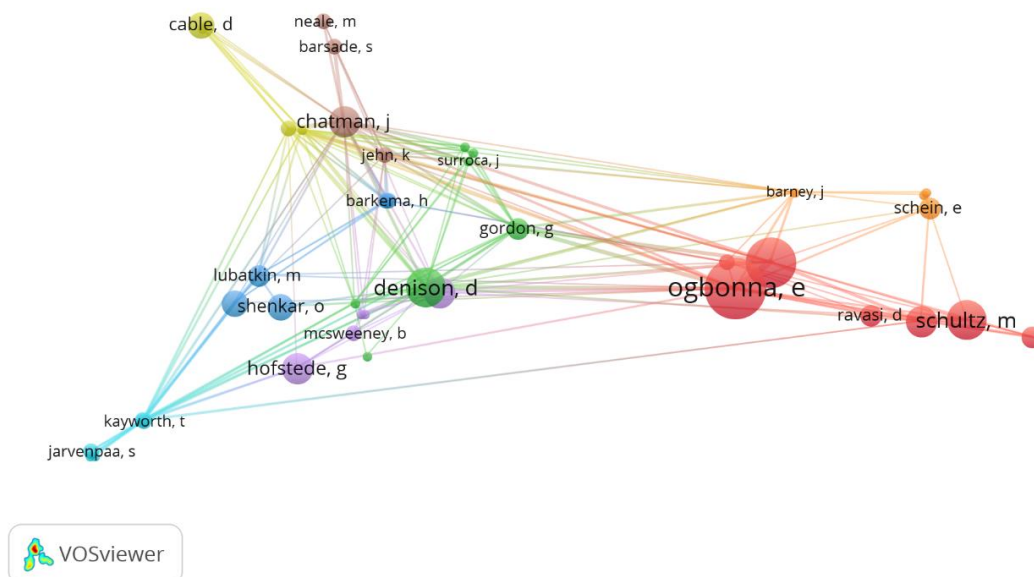 neale, m
cable, d
barsade, s
chatman, j
jehn, k
surroca, j
barney, j
barkema, h
schein, e
gordon, g
lubatkin, m
denison, d
ogbonna, e
shenkar, o
ravasi, d
schultz, m
mcsweeney, b
hofstede, g
kayworth, t
jarvenpaa, s
VOSviewer